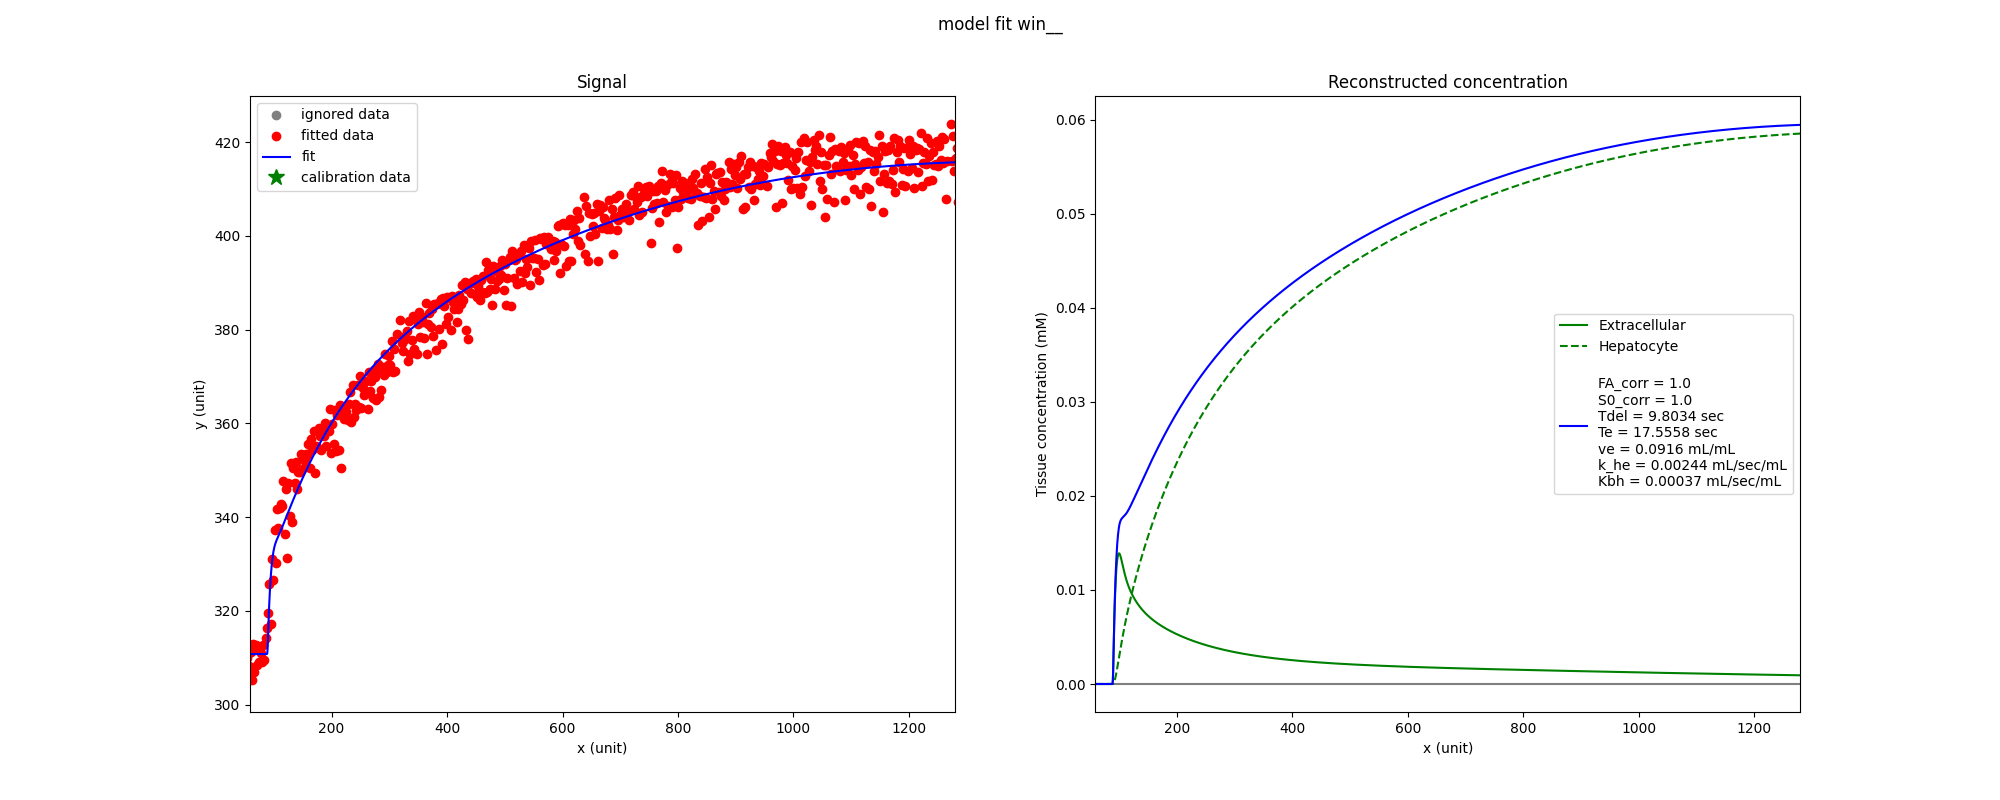 model fit win__
Signal
ignored data
fitted data
fit
calibration data
420
400
380
360
340
320
300
y (unit)
200
400
600
800
1000
1200
x (unit)
Reconstructed concentration
0.06
0.05
0.04
0.03
0.02
0.01
0.00
Tissue concentration (mM)
Extracellular
Hepatocyte
FA_corr = 1.0
S0_corr = 1.0
Tdel = 9.8034 sec
Te = 17.5558 sec
ve = 0.0916 mL/mL
k_he = 0.00244 mL/sec/mL
Kbh = 0.00037 mL/sec/mL
200
400
600
800
1000
1200
x (unit)